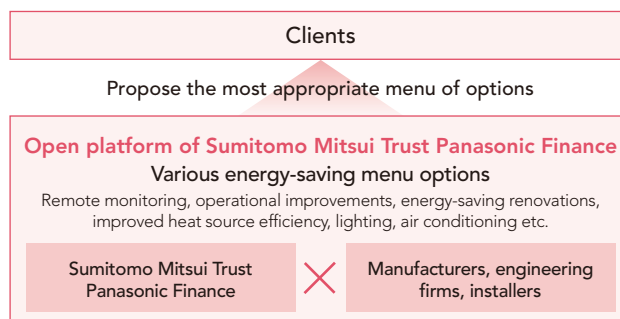 Clients
Propose the most appropriate menu of options
Open platform of Sumitomo Mitsui Trust Panasonic Finance
Various energy-saving menu options
Remote monitoring, operational improvements, energy-saving renovations,
improved heat source efficiency, lighting, air conditioning etc.
Sumitomo Mitsui Trust
Panasonic Finance
Manufacturers, engineering
firms, installers